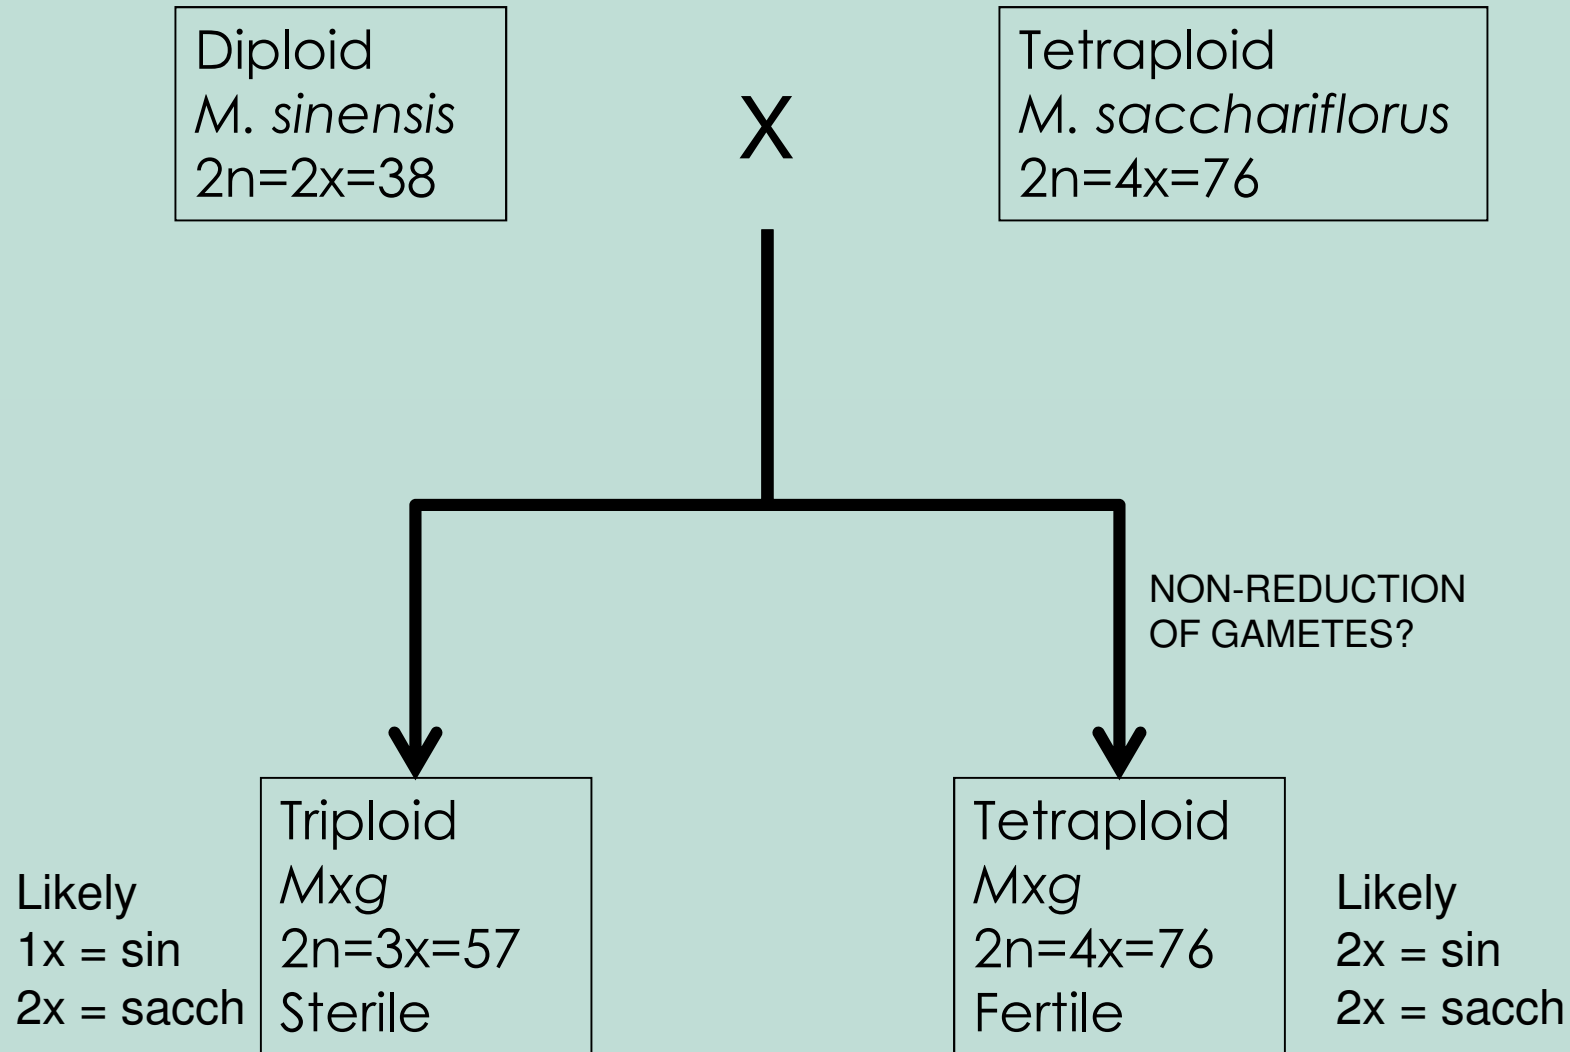 Diploid
M. sinensis
2n=2x=38
X
Tetraploid
M. sacchariflorus
2n=4x=76
NON-REDUCTION
OF GAMETES?
Likely
1x = sin
2x = sacch
Triploid
Mxg
2n=3x=57
Sterile
Tetraploid
Mxg
2n=4x=76
Fertile
Likely
2x = sin
2x = sacch